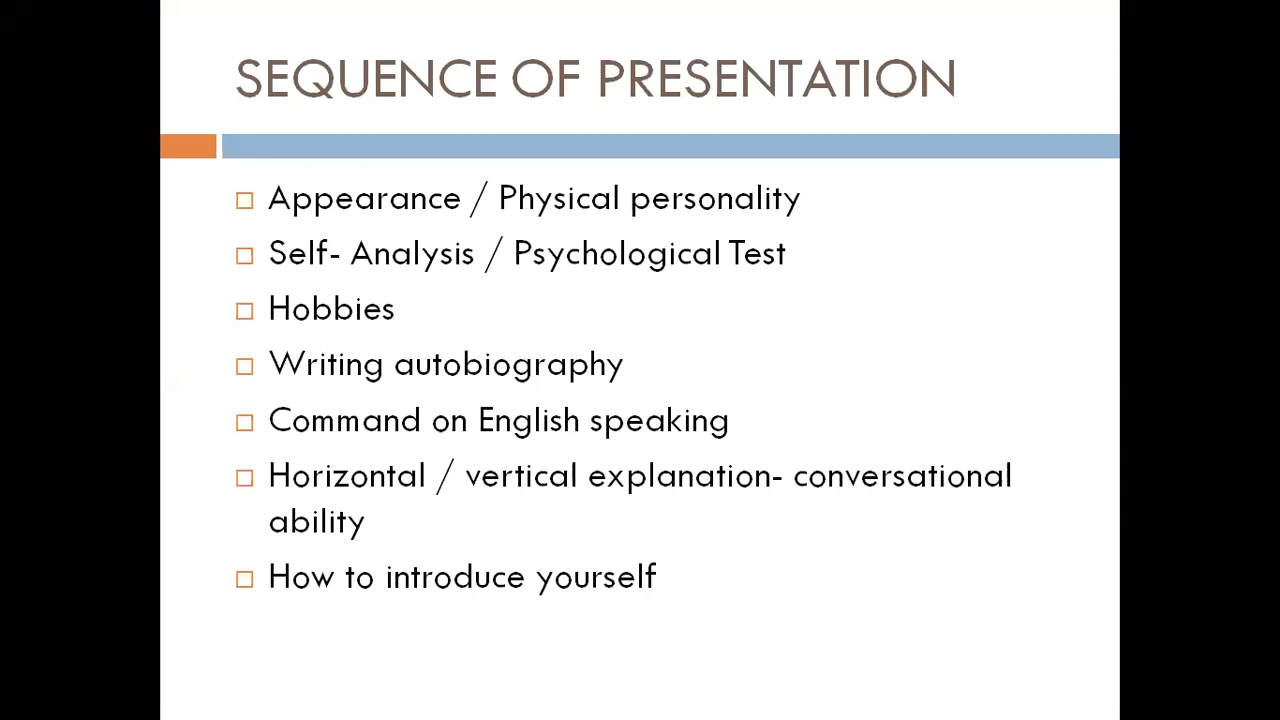 SEQUENCE OF PRESENTATION
Appearance / Physical personality
Self- Analysis / Psychological Test
Hobbies
Writing autobiography
Command on English speaking
Horizontal / vertical explanation- conversational
ability
How to introduce yourself